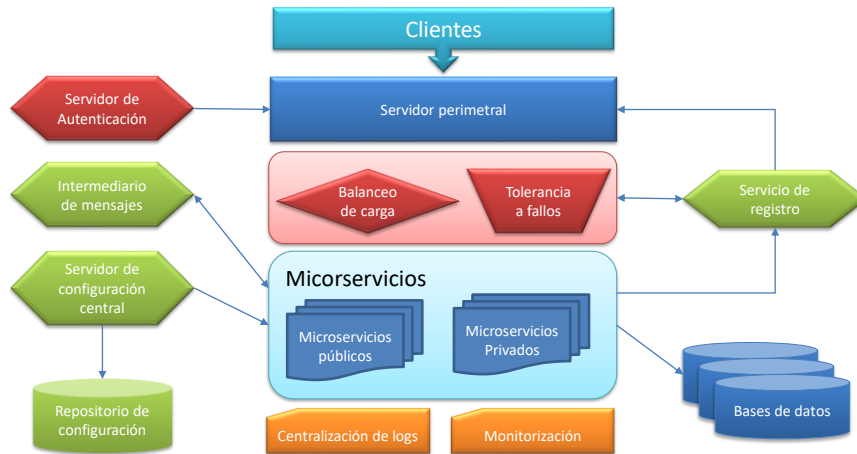 Clientes
Servidor de
Autenticación
Servidor perimetral
Intermediario
de mensajes
Balanceo
de carga
Tolerancia
a fallos
Servicio de
registro
Servidor de
configuración
central
Micorservicios
Microservicios
públicos
Microservicios
Privados
Repositorio de
configuración
Bases de datos
Centralización de logs
Monitorización